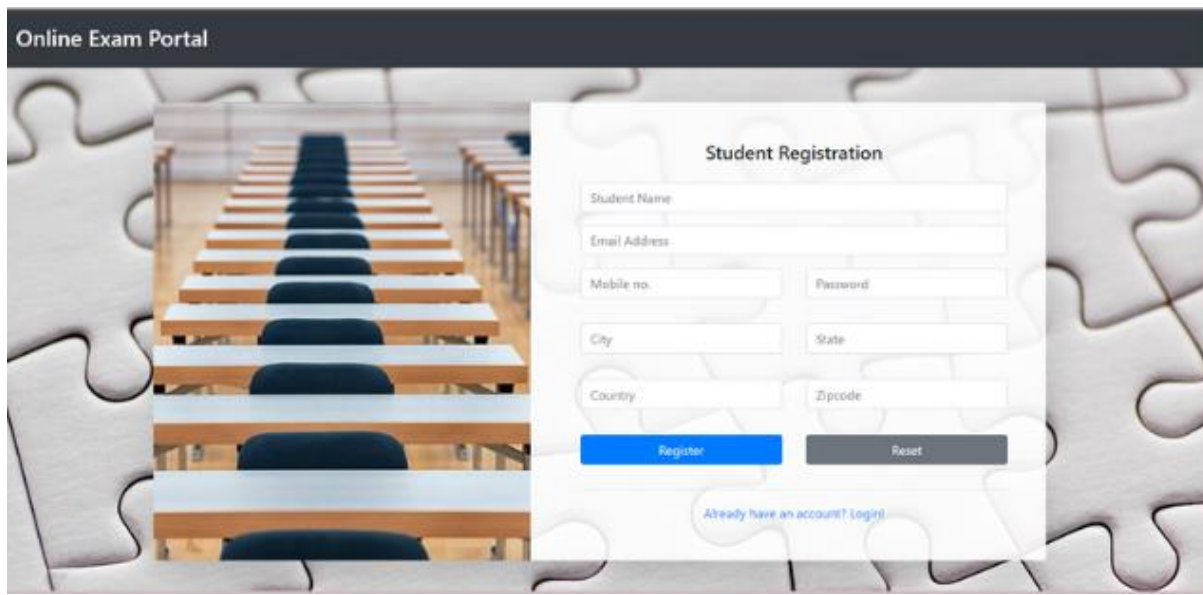 Online Exam Portal
Student Registration
Student Name
Email Address
Mobile no. Password
City State
Country Zipcode
Register Reset
Already have an account? Login!